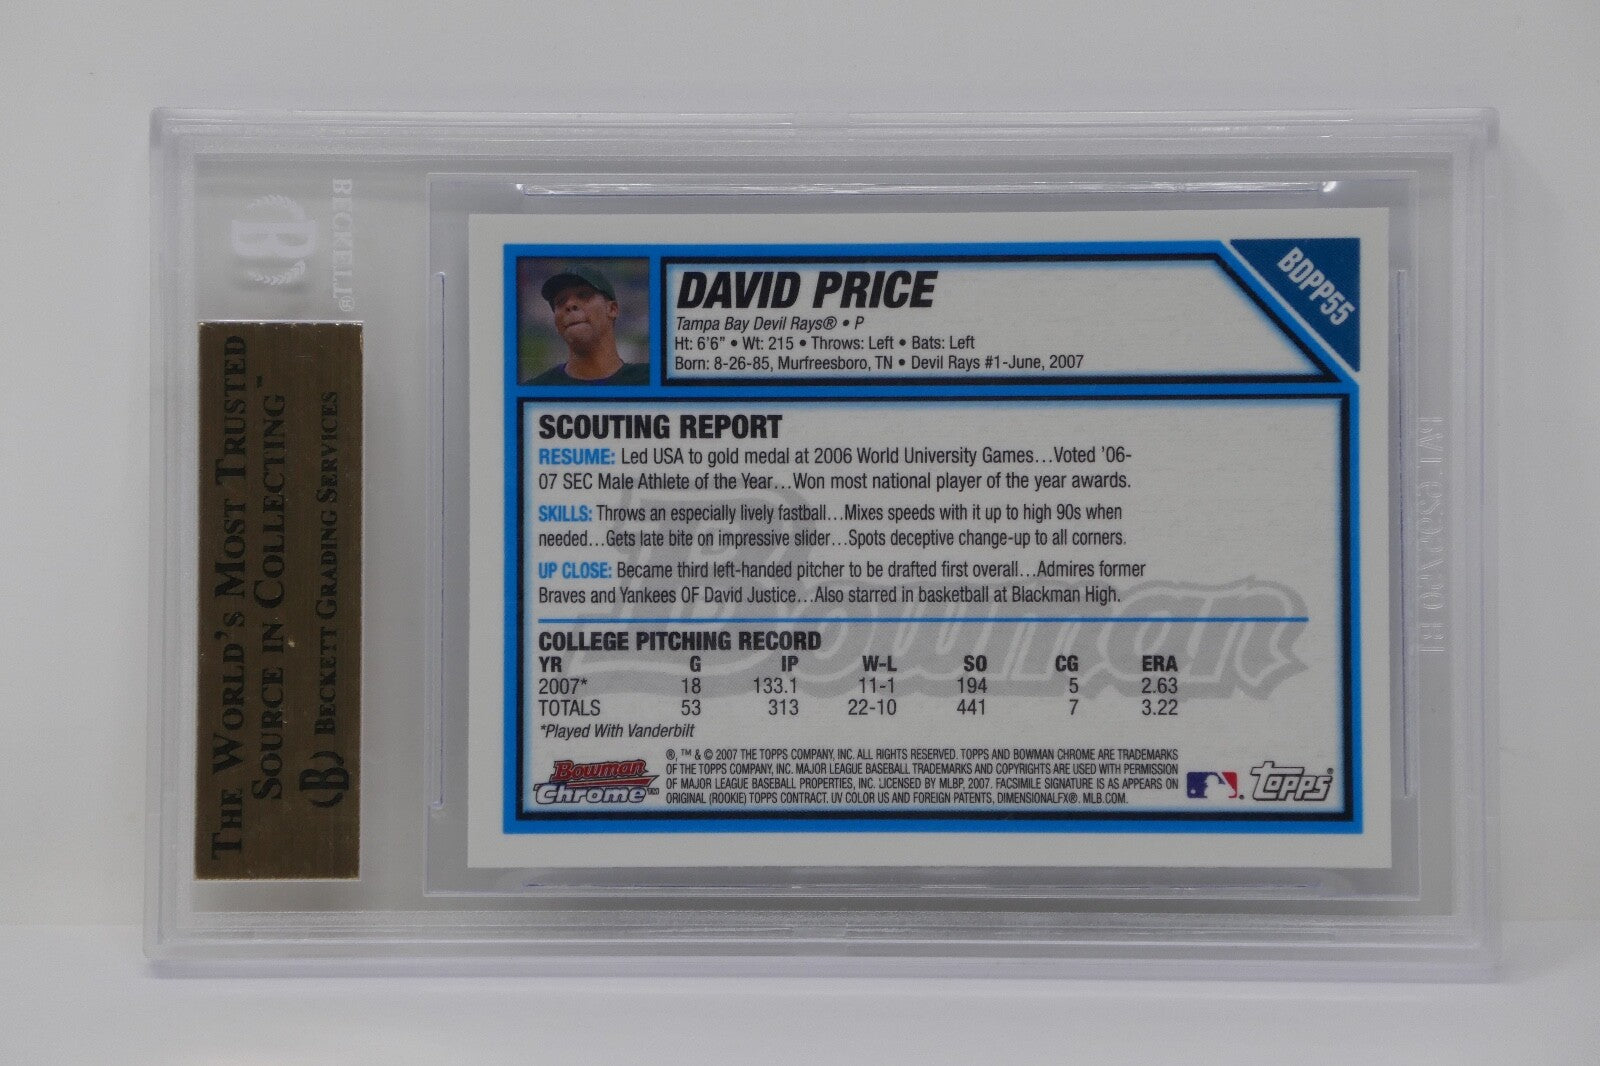 BECKETT®
THE WORLD'S MOST TRUSTED
SOURCE IN COLLECTING™
BECKETT GRADING SERVICES
BDPP55
DAVID PRICE
Tampa Bay Devil Rays® • P
Ht: 6'6" • Wt: 215 • Throws: Left • Bats: Left
Born: 8-26-85, Murfreesboro, TN • Devil Rays #1-June, 2007
SCOUTING REPORT
RESUME: Led USA to gold medal at 2006 World University Games...Voted '06-
07 SEC Male Athlete of the Year...Won most national player of the year awards.
SKILLS: Throws an especially lively fastball...Mixes speeds with it up to high 90s when
needed...Gets late bite on impressive slider...Spots deceptive change-up to all corners.
UP CLOSE: Became third left-handed pitcher to be drafted first overall...Admires former
Braves and Yankees OF David Justice...Also starred in basketball at Blackman High.
Bowman
COLLEGE PITCHING RECORD
YR G IP W-L SO CG ERA
2007* 18 133.1 11-1 194 5 2.63
TOTALS 53 313 22-10 441 7 3.22
*Played With Vanderbilt
Bowman
Chrome™
®, ™ & © 2007 THE TOPPS COMPANY, INC. ALL RIGHTS RESERVED. TOPPS AND BOWMAN CHROME ARE TRADEMARKS
OF THE TOPPS COMPANY, INC. MAJOR LEAGUE BASEBALL TRADEMARKS AND COPYRIGHTS ARE USED WITH PERMISSION
OF MAJOR LEAGUE BASEBALL PROPERTIES, INC. LICENSED BY MLBP, 2007. FACSIMILE SIGNATURE IS AS APPEARS ON
ORIGINAL (ROOKIE) TOPPS CONTRACT. UV COLOR US AND FOREIGN PATENTS, DIMENSIONALFX®. MLB.COM.
TOPPS®